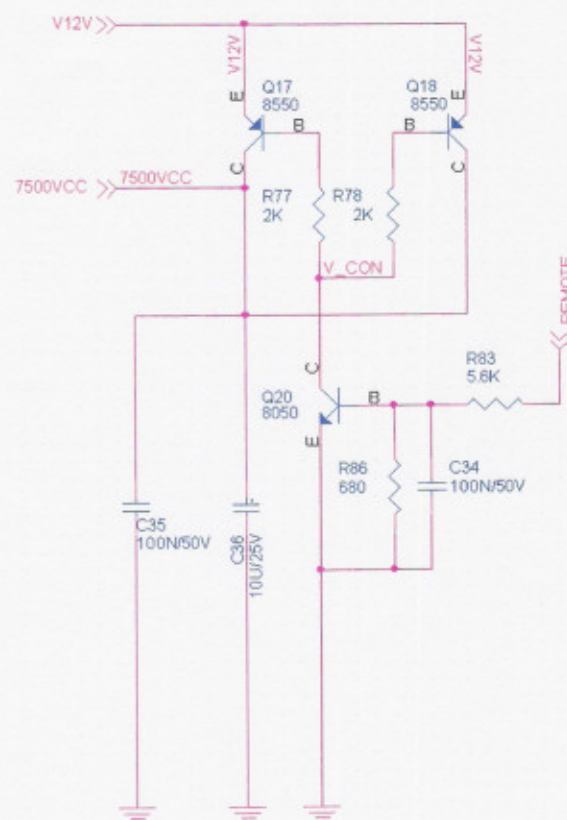 V12V
V12V
V12V
Q17
8550
Q18
8550
E
E
B
B
C
C
7500VCC
7500VCC
R77
2K
R78
2K
V_CON
REMOTE
R83
5.6K
C
Q20
8050
B
E
R86
680
C34
100N/50V
C35
100N/50V
C36
10U/25V